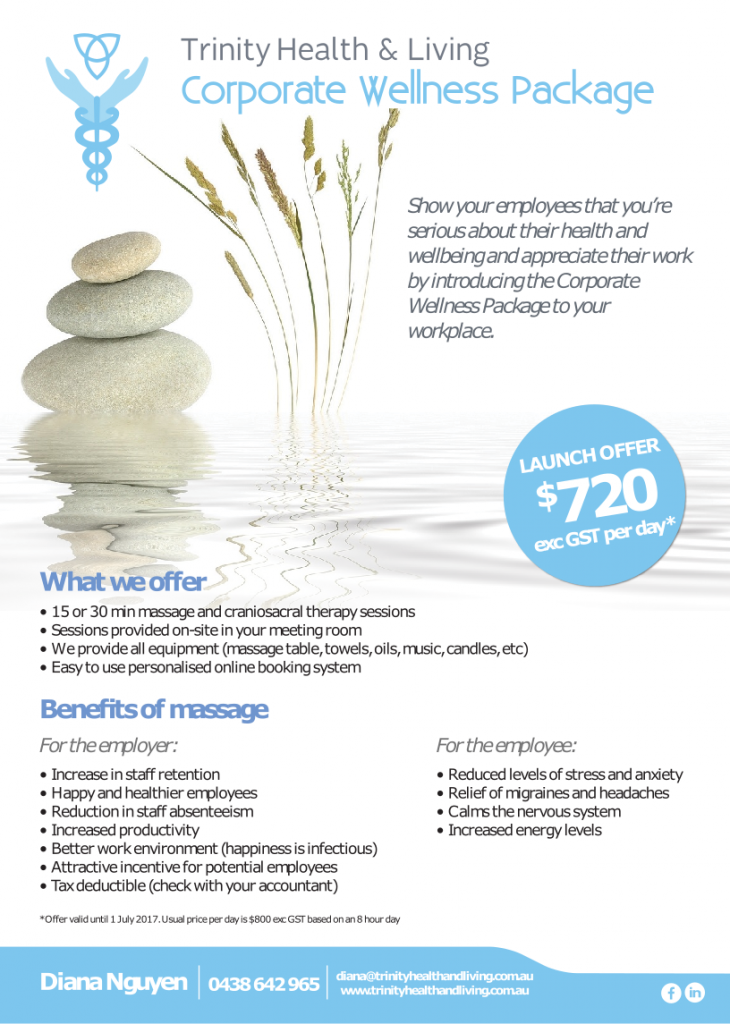 Trinity Health & Living
Corporate Wellness Package
Show your employees that you're
serious about their health and
wellbeing and appreciate their work
by introducing the Corporate
Wellness Package to your
workplace.
LAUNCH OFFER
$720
exc GST per day*
What we offer
• 15 or 30 min massage and craniosacral therapy sessions
• Sessions provided on-site in your meeting room
• We provide all equipment (massage table, towels, oils, music, candles, etc)
• Easy to use personalised online booking system
Benefits of massage
For the employer:
• Increase in staff retention
• Happy and healthier employees
• Reduction in staff absenteeism
• Increased productivity
• Better work environment (happiness is infectious)
• Attractive incentive for potential employees
• Tax deductible (check with your accountant)
For the employee:
• Reduced levels of stress and anxiety
• Relief of migraines and headaches
• Calms the nervous system
• Increased energy levels
*Offer valid until 1 July 2017. Usual price per day is $800 exc GST based on an 8 hour day
Diana Nguyen
0438 642 965
diana@trinityhealthandliving.com.au
www.trinityhealthandliving.com.au
f
in